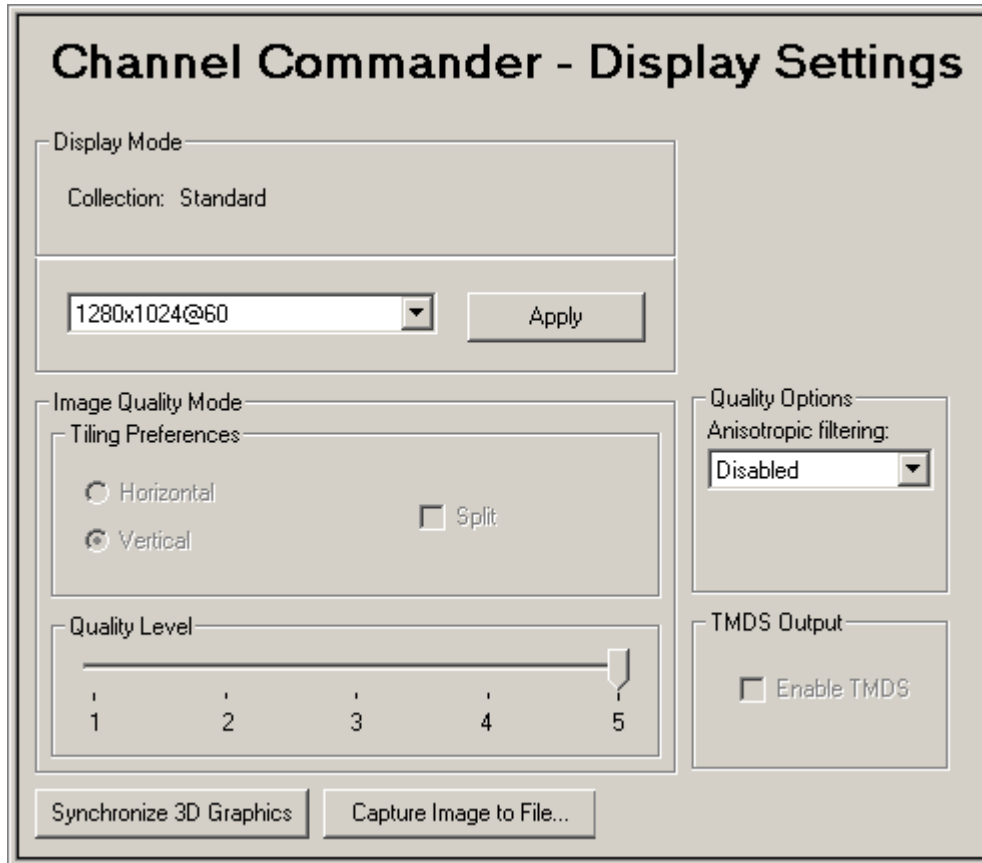 Channel Commander - Display Settings
Display Mode
Collection: Standard
1280x1024@60
Apply
Image Quality Mode
Tiling Preferences
Horizontal
Vertical
Split
Quality Level
1 2 3 4 5
Quality Options
Anisotropic filtering:
Disabled
TMDS Output
Enable TMDS
Synchronize 3D Graphics
Capture Image to File...